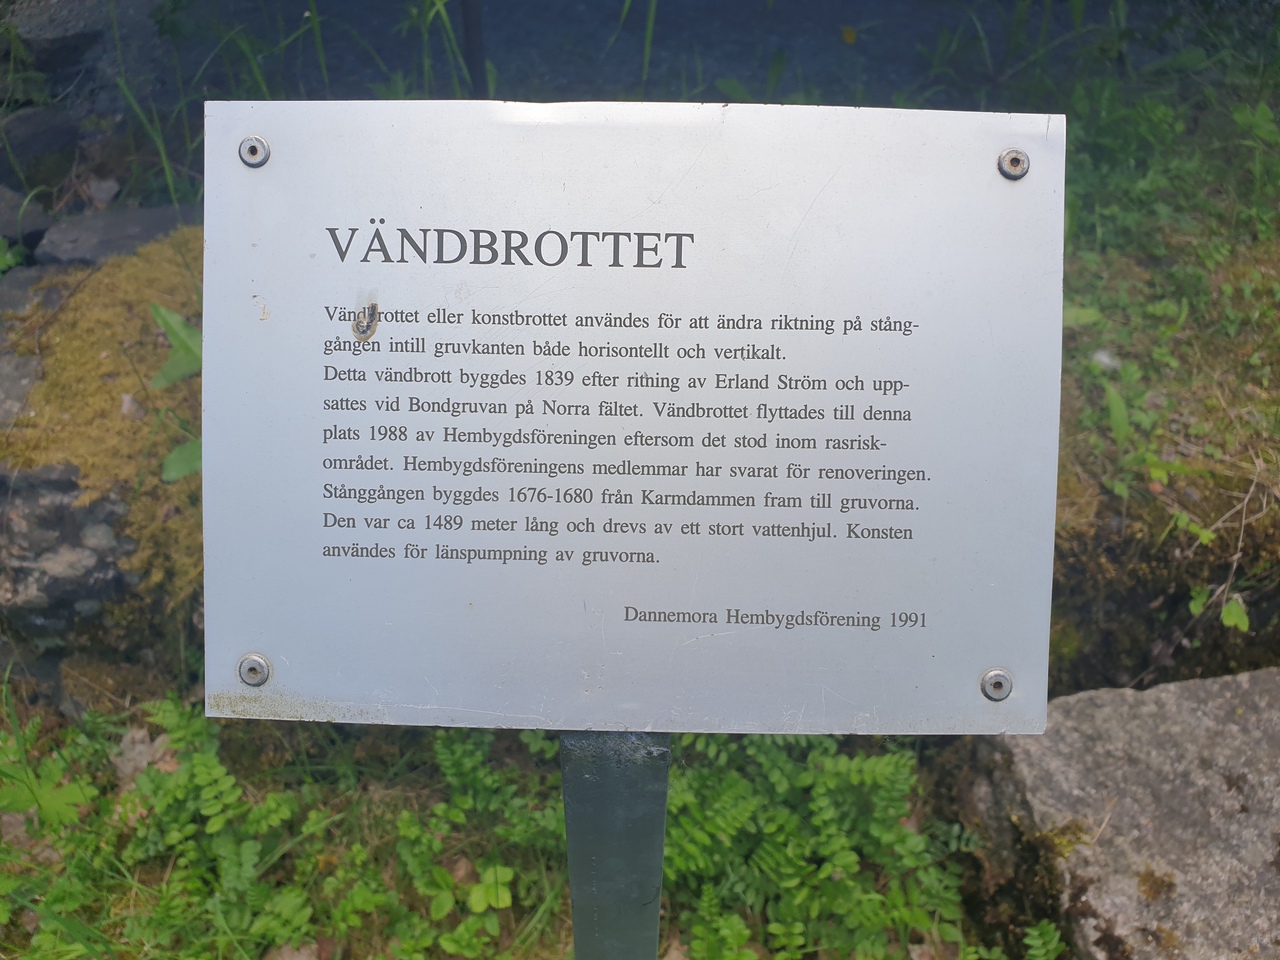 VÄNDBROTTET
Vändbrottet eller konstbrottet användes för att ändra riktning på stång-
gången intill gruvkanten både horisontellt och vertikalt.
Detta vändbrott byggdes 1839 efter ritning av Erland Ström och upp-
sattes vid Bondgruvan på Norra fältet. Vändbrottet flyttades till denna
plats 1988 av Hembygdsföreningen eftersom det stod inom rasrisk-
området. Hembygdsföreningens medlemmar har svarat för renoveringen.
Stånggången byggdes 1676-1680 från Karmdammen fram till gruvorna.
Den var ca 1489 meter lång och drevs av ett stort vattenhjul. Konsten
användes för länspumpning av gruvorna.
Dannemora Hembygdsförening 1991